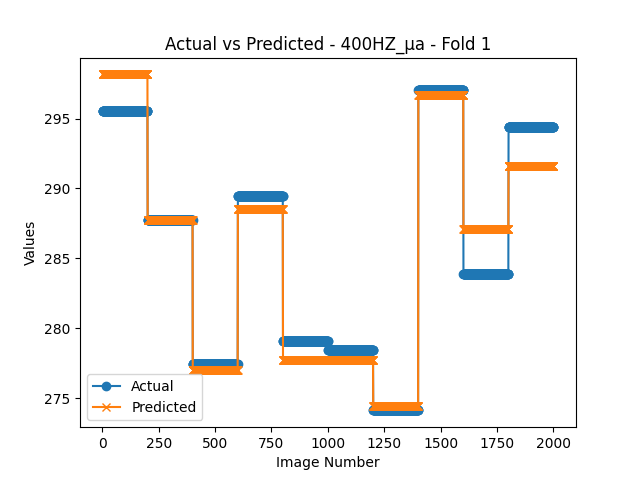 Actual vs Predicted - 400HZ_μa - Fold 1
Values
295
290
285
280
275
Actual
Predicted
0 250 500 750 1000 1250 1500 1750 2000
Image Number